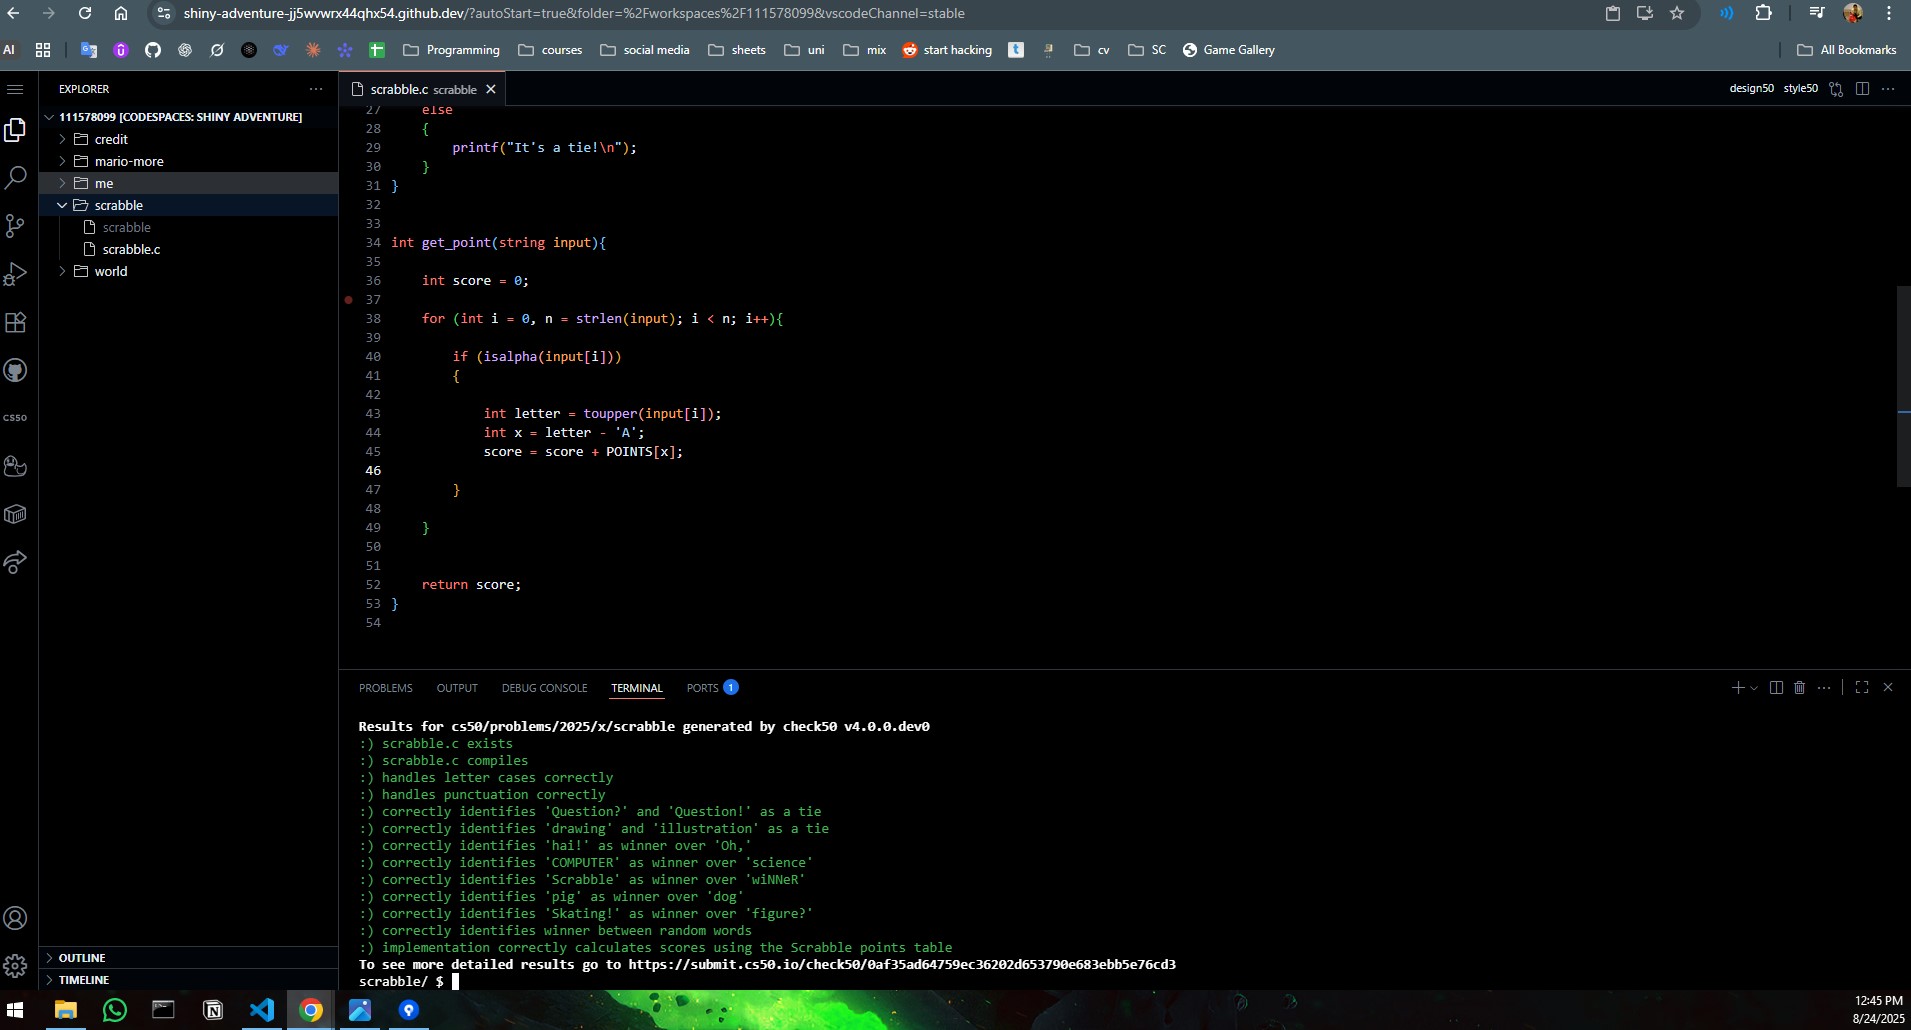 shiny-adventure-jj5wvwrx44qhx54.github.dev/?autoStart=true&folder=%2Fworkspaces%2F111578099&vscodeChannel=stable
AI
Programming
courses
social media
sheets
uni
mix
start hacking
t
cv
SC
Game Gallery
All Bookmarks
EXPLORER
111578099 [CODESPACES: SHINY ADVENTURE]
credit
mario-more
me
scrabble
scrabble
scrabble.c
world
CS50
OUTLINE
TIMELINE
scrabble.c scrabble
design50 style50
27 else
28 {
29 printf("It's a tie!\n");
30 }
31 }
32
33
34 int get_point(string input){
35
36 int score = 0;
37
38 for (int i = 0, n = strlen(input); i < n; i++){
39
40 if (isalpha(input[i]))
41 {
42
43 int letter = toupper(input[i]);
44 int x = letter - 'A';
45 score = score + POINTS[x];
46
47 }
48
49 }
50
51
52 return score;
53 }
54
PROBLEMS OUTPUT DEBUG CONSOLE TERMINAL PORTS 1
Results for cs50/problems/2025/x/scrabble generated by check50 v4.0.0.dev0
:) scrabble.c exists
:) scrabble.c compiles
:) handles letter cases correctly
:) handles punctuation correctly
:) correctly identifies 'Question?' and 'Question!' as a tie
:) correctly identifies 'drawing' and 'illustration' as a tie
:) correctly identifies 'hai!' as winner over 'Oh,'
:) correctly identifies 'COMPUTER' as winner over 'science'
:) correctly identifies 'Scrabble' as winner over 'wiNNeR'
:) correctly identifies 'pig' as winner over 'dog'
:) correctly identifies 'Skating!' as winner over 'figure?'
:) correctly identifies winner between random words
:) implementation correctly calculates scores using the Scrabble points table
To see more detailed results go to https://submit.cs50.io/check50/0af35ad64759ec36202d653790e683ebb5e76cd3
scrabble/ $
12:45 PM
8/24/2025